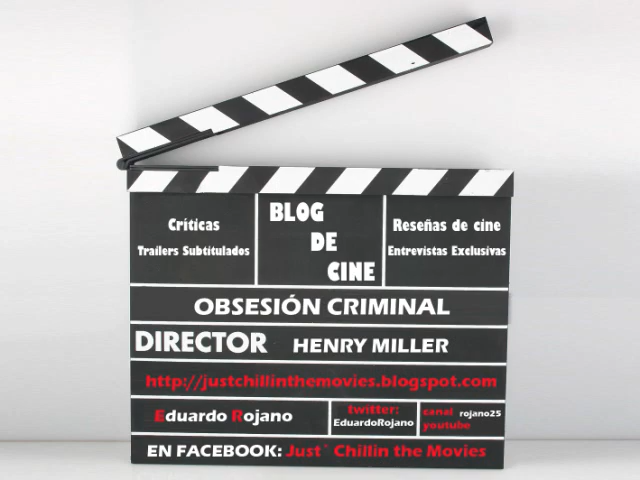 Críticas
Trailers Subtitulados
BLOG
DE
CINE
Reseñas de cine
Entrevistas Exclusivas
OBSESIÓN CRIMINAL
DIRECTOR HENRY MILLER
http://justchillinthemovies.blogspot.com
Eduardo Rojano
twitter:
EduardoRojano
canal rojano25
youtube
EN FACEBOOK: Just´ Chillin the Movies